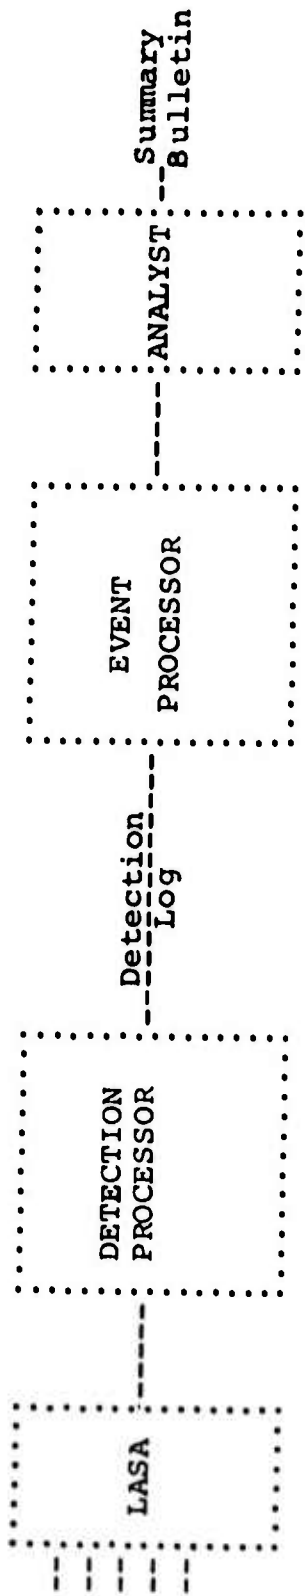 LASA
DETECTION
PROCESSOR
Detection
Log
EVENT
PROCESSOR
ANALYST
Summary
Bulletin